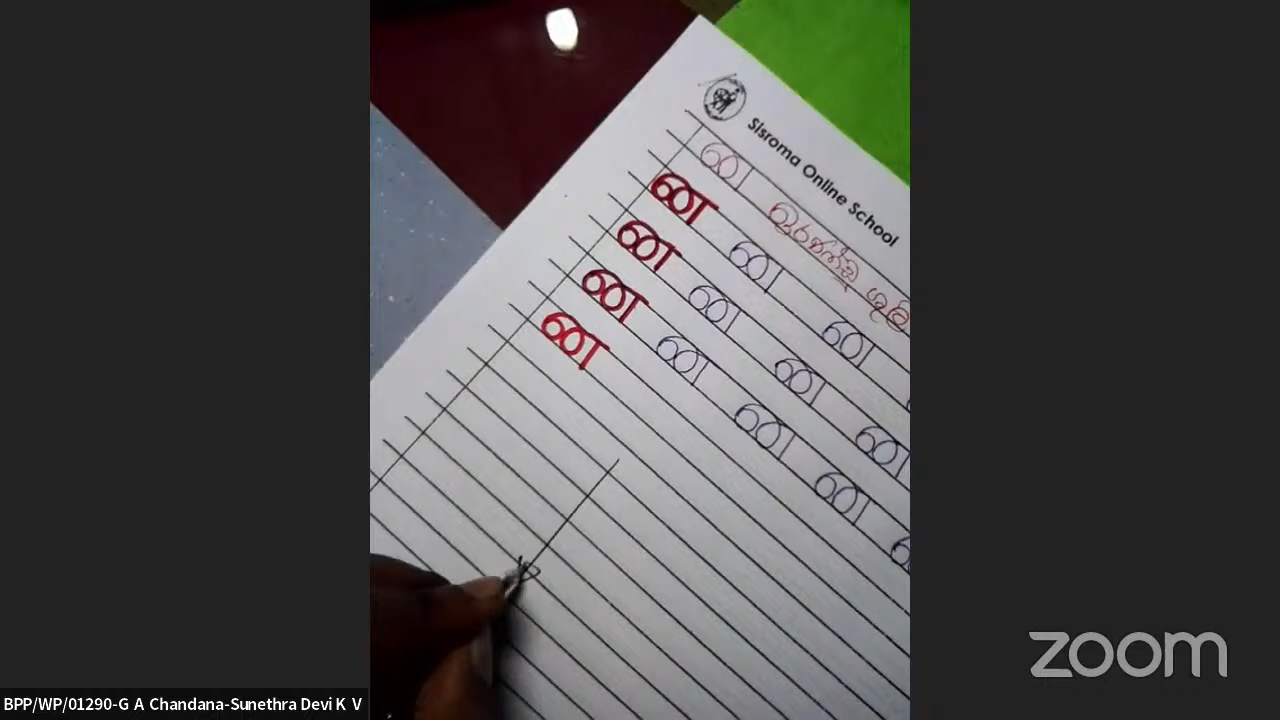 Sisroma Online School
ன
ன ன ன
ன ன ன ன
ன ன ன ன
ன
zoom
BPP/WP/01290-G A Chandana-Sunethra Devi K V